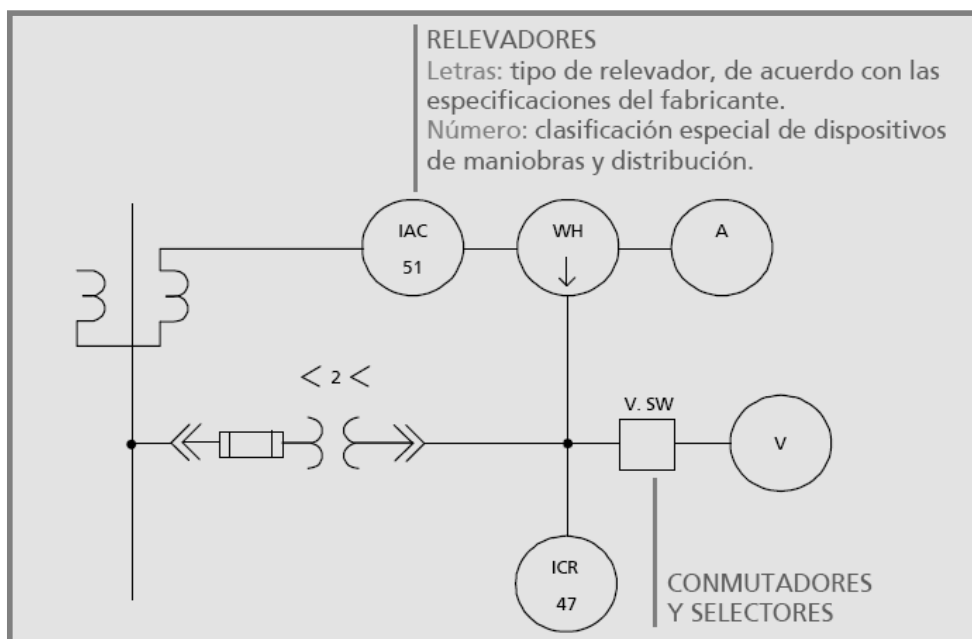 RELEVADORES
Letras: tipo de relevador, de acuerdo con las
especificaciones del fabricante.
Número: clasificación especial de dispositivos
de maniobras y distribución.
IAC
51
WH
A
< 2 <
V. SW
V
ICR
47
CONMUTADORES
Y SELECTORES